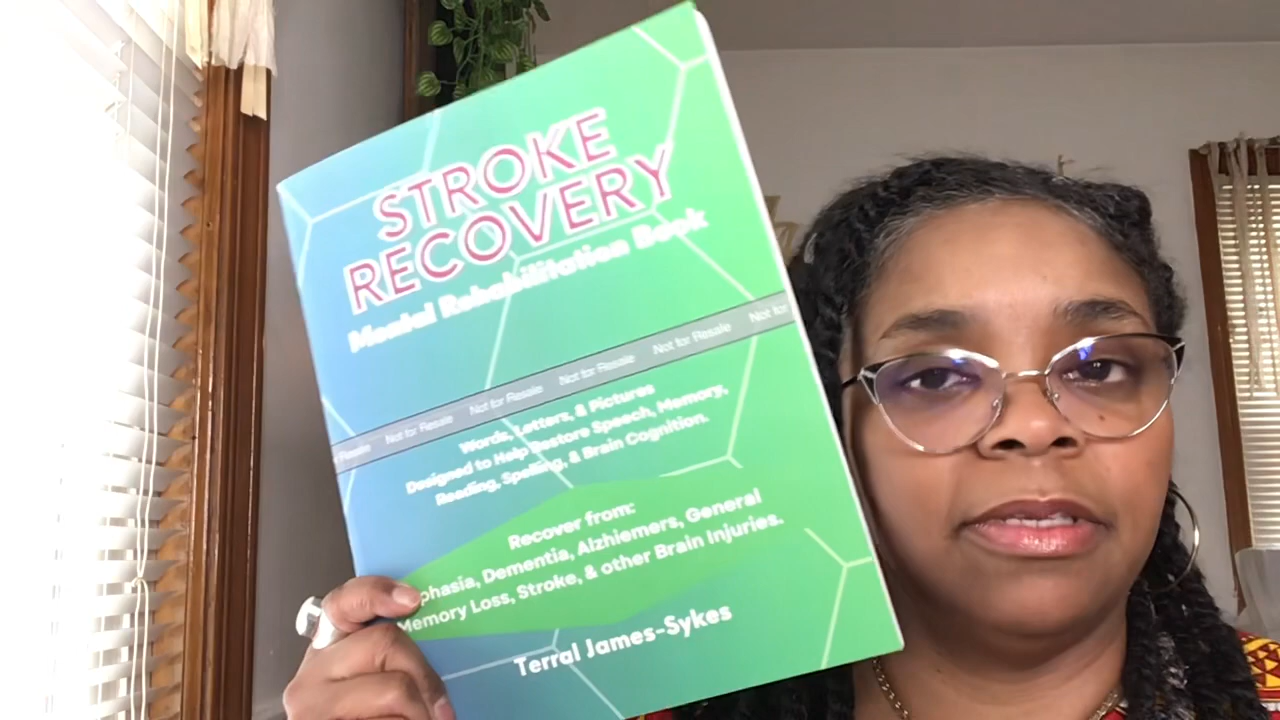 STROKE
RECOVERY
Mental Rehabilitation Book
Resale Not for Resale Not for Resale Not for Resale Not for Resale Not for
Words, Letters, & Pictures
Designed to Help Restore Speech, Memory,
Reading, Spelling, & Brain Cognition.
Recover from:
phasia, Dementia, Alzhiemers, General
Memory Loss, Stroke, & other Brain Injuries.
Terral James-Sykes